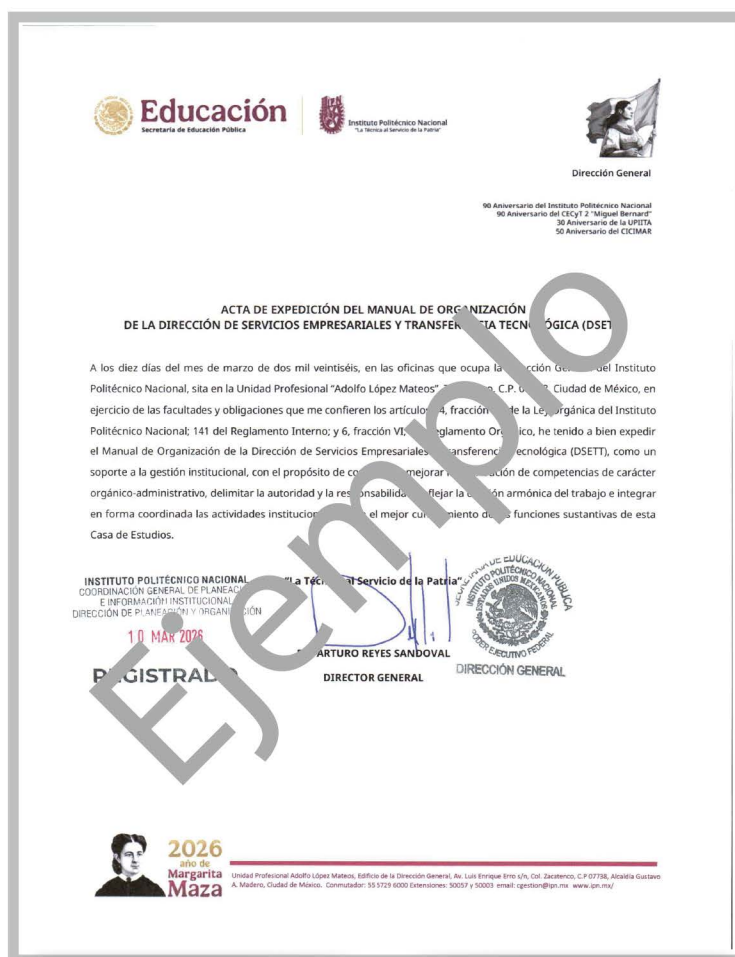 Educación
Secretaría de Educación Pública
Instituto Politécnico Nacional
"La Técnica al Servicio de la Patria"
Dirección General
90 Aniversario del Instituto Politécnico Nacional
90 Aniversario del CECyT 2 "Miguel Bernard"
30 Aniversario de la UPIITA
50 Aniversario del CICIMAR
ACTA DE EXPEDICIÓN DEL MANUAL DE ORGANIZACIÓN
DE LA DIRECCIÓN DE SERVICIOS EMPRESARIALES Y TRANSFERENCIA TECNOLÓGICA (DSET
A los diez días del mes de marzo de dos mil veintiséis, en las oficinas que ocupa la del Instituto
Politécnico Nacional, sita en la Unidad Profesional "Adolfo López Mateos", C.P. Ciudad de México, en
ejercicio de las facultades y obligaciones que me confieren los artículos fracción de la Ley Orgánica del Instituto
Politécnico Nacional; 141 del Reglamento Interno; y 6, fracción VI, he tenido a bien expedir
el Manual de Organización de la Dirección de Servicios Empresariales Transferencia Tecnológica (DSETT), como un
soporte a la gestión institucional, con el propósito de mejorar de competencias de carácter
orgánico-administrativo, delimitar la autoridad y la responsabilidad, armónica del trabajo e integrar
en forma coordinada las actividades el mejor cumplimiento funciones sustantivas de esta
Casa de Estudios.
INSTITUTO POLITÉCNICO NACIONAL
COORDINACIÓN GENERAL DE PLANEACIÓN
E INFORMACIÓN INSTITUCIONAL
DIRECCIÓN DE PLANEACIÓN Y ORGANIZACIÓN
10 MAR 2026
REGISTRADO
"La Técnica al Servicio de la Patria"
ARTURO REYES SANDOVAL
DIRECTOR GENERAL
EDUCACIÓN PÚBLICA
INSTITUTO POLITÉCNICO NACIONAL
ESTADOS UNIDOS MEXICANOS
PODER EJECUTIVO FEDERAL
DIRECCIÓN GENERAL
Ejemplo
2026
año de
Margarita
Maza
Unidad Profesional Adolfo López Mateos, Edificio de la Dirección General, Av. Luis Enrique Erro s/n, Col. Zacatenco, C.P 07738, Alcaldía Gustavo
A. Madero, Ciudad de México. Conmutador: 55 5729 6000 Extensiones: 50057 y 50003 email: cgestion@ipn.mx www.ipn.mx/